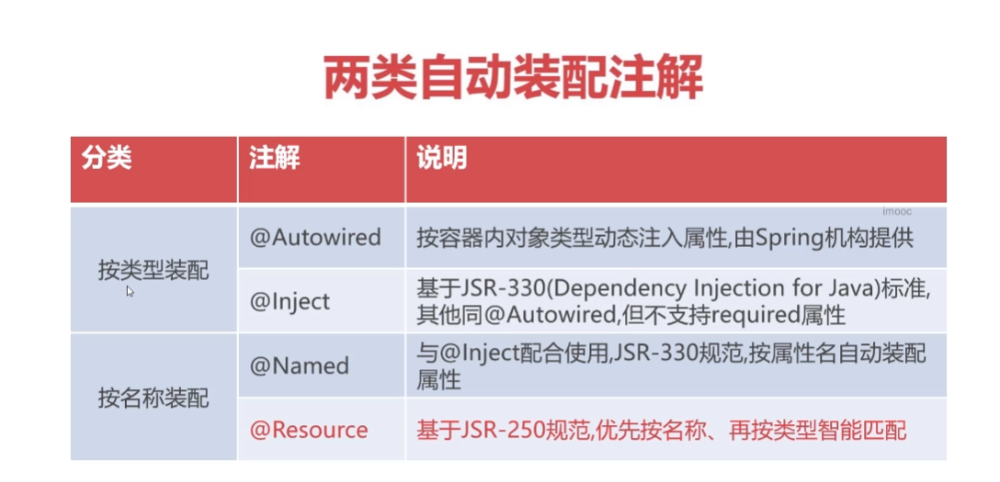 两类自动装配注解
分类 注解 说明
imooc
按类型装配
@Autowired 按容器内对象类型动态注入属性,由Spring机构提供
@Inject 基于JSR-330(Dependency Injection for Java)标准,
其他同@Autowired,但不支持required属性
按名称装配
@Named 与@Inject配合使用,JSR-330规范,按属性名自动装配
属性
@Resource 基于JSR-250规范,优先按名称、再按类型智能匹配